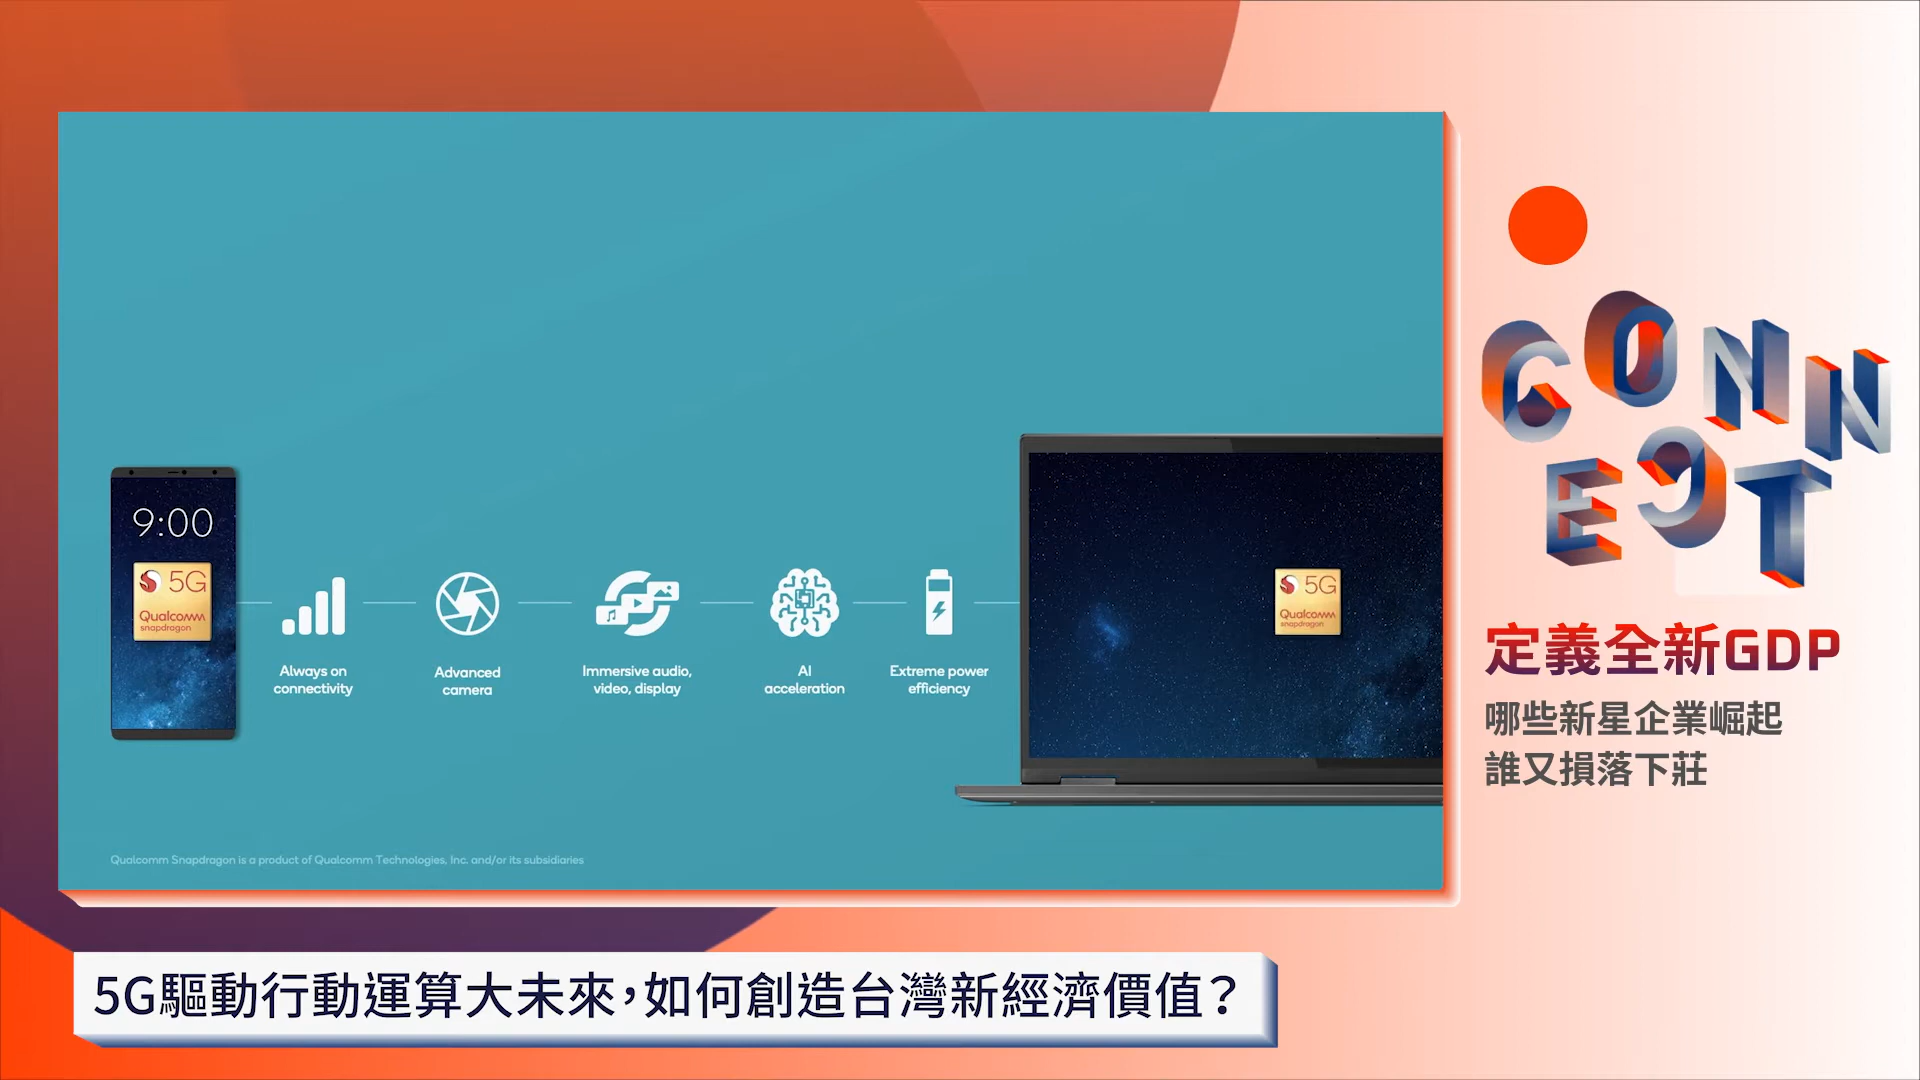 9:00
5G
Qualcomm
snapdragon
Always on
connectivity
Advanced
camera
Immersive audio,
video, display
AI
acceleration
Extreme power
efficiency
5G
Qualcomm
snapdragon
Qualcomm Snapdragon is a product of Qualcomm Technologies, Inc. and/or its subsidiaries
CONN
ECT
定義全新GDP
哪些新星企業崛起
誰又損落下莊
5G驅動行動運算大未來,如何創造台灣新經濟價值?